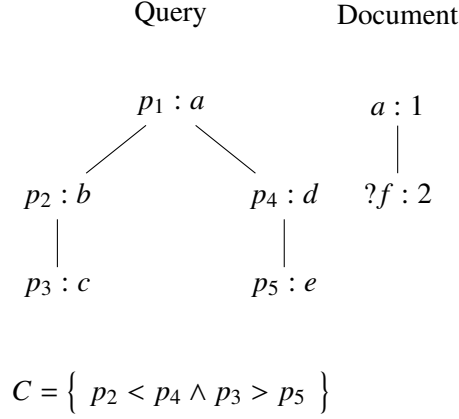 Query Document
p₁ : a a : 1
p₂ : b p₄ : d ?f : 2
p₃ : c p₅ : e
C = { p₂ < p₄ ∧ p₃ > p₅ }